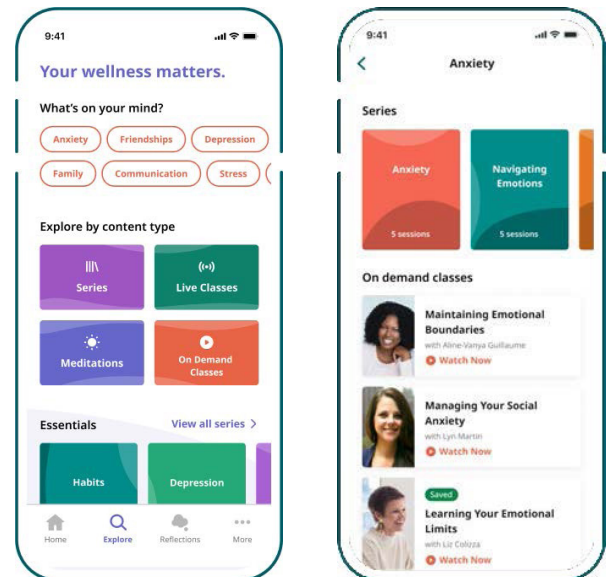 9:41
Your wellness matters.
What's on your mind?
Anxiety Friendships Depression
Family Communication Stress
Explore by content type
Series Live Classes
Meditations On Demand
Classes
Essentials View all series
Habits Depression
Home Explore Reflections More
9:41
Anxiety
Series
Anxiety Navigating
Emotions
5 sessions 5 sessions
On demand classes
Maintaining Emotional
Boundaries
with Aline-Vanya Guillaume
Watch Now
Managing Your Social
Anxiety
with Lyn Martin
Watch Now
Saved
Learning Your Emotional
Limits
with Liz Colizza
Watch Now